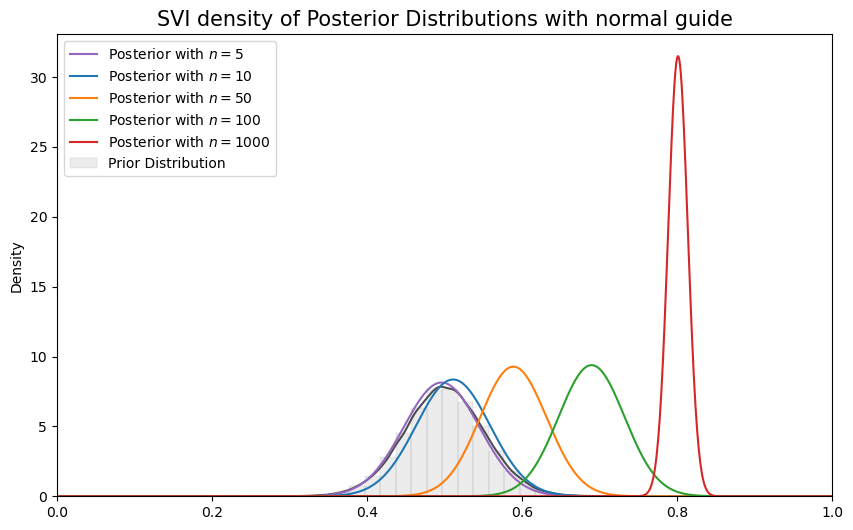 SVI density of Posterior Distributions with normal guide
Posterior with n = 5
Posterior with n = 10
Posterior with n = 50
Posterior with n = 100
Posterior with n = 1000
Prior Distribution
Density
30
25
20
15
10
5
0
0.0 0.2 0.4 0.6 0.8 1.0